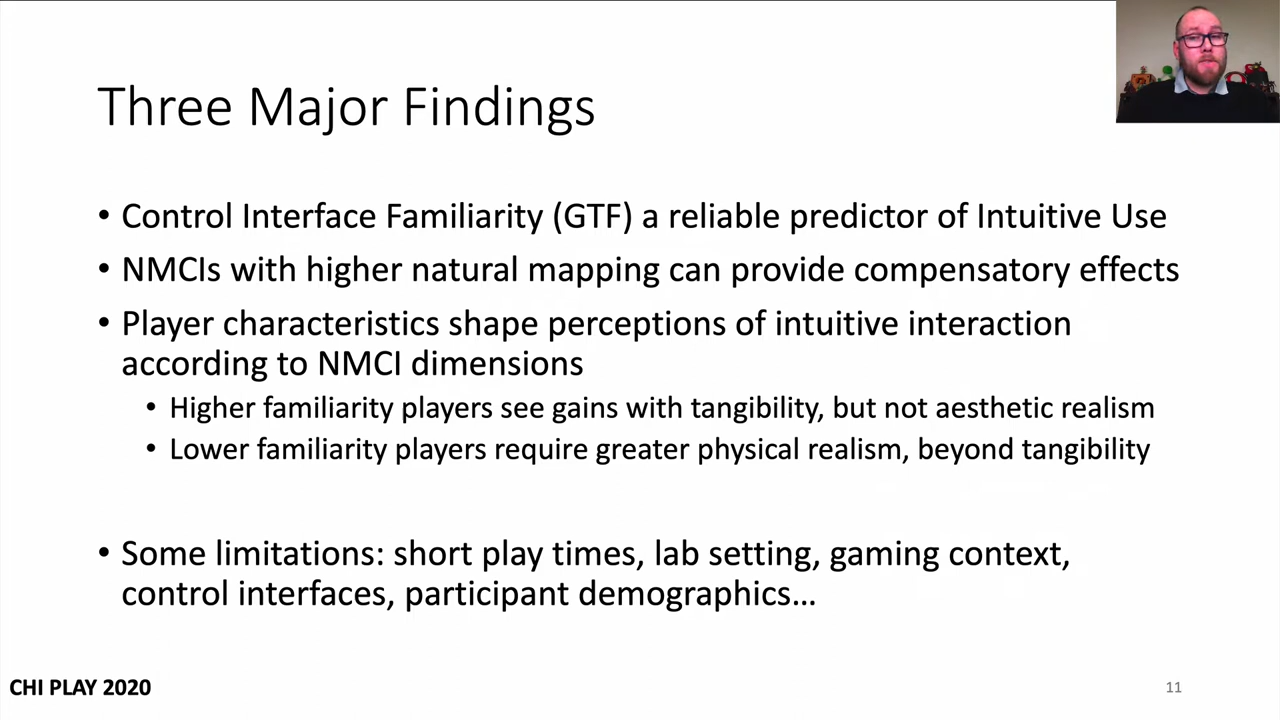 Three Major Findings
• Control Interface Familiarity (GTF) a reliable predictor of Intuitive Use
• NMCIs with higher natural mapping can provide compensatory effects
• Player characteristics shape perceptions of intuitive interaction
according to NMCI dimensions
• Higher familiarity players see gains with tangibility, but not aesthetic realism
• Lower familiarity players require greater physical realism, beyond tangibility
• Some limitations: short play times, lab setting, gaming context,
control interfaces, participant demographics…
CHI PLAY 2020
11